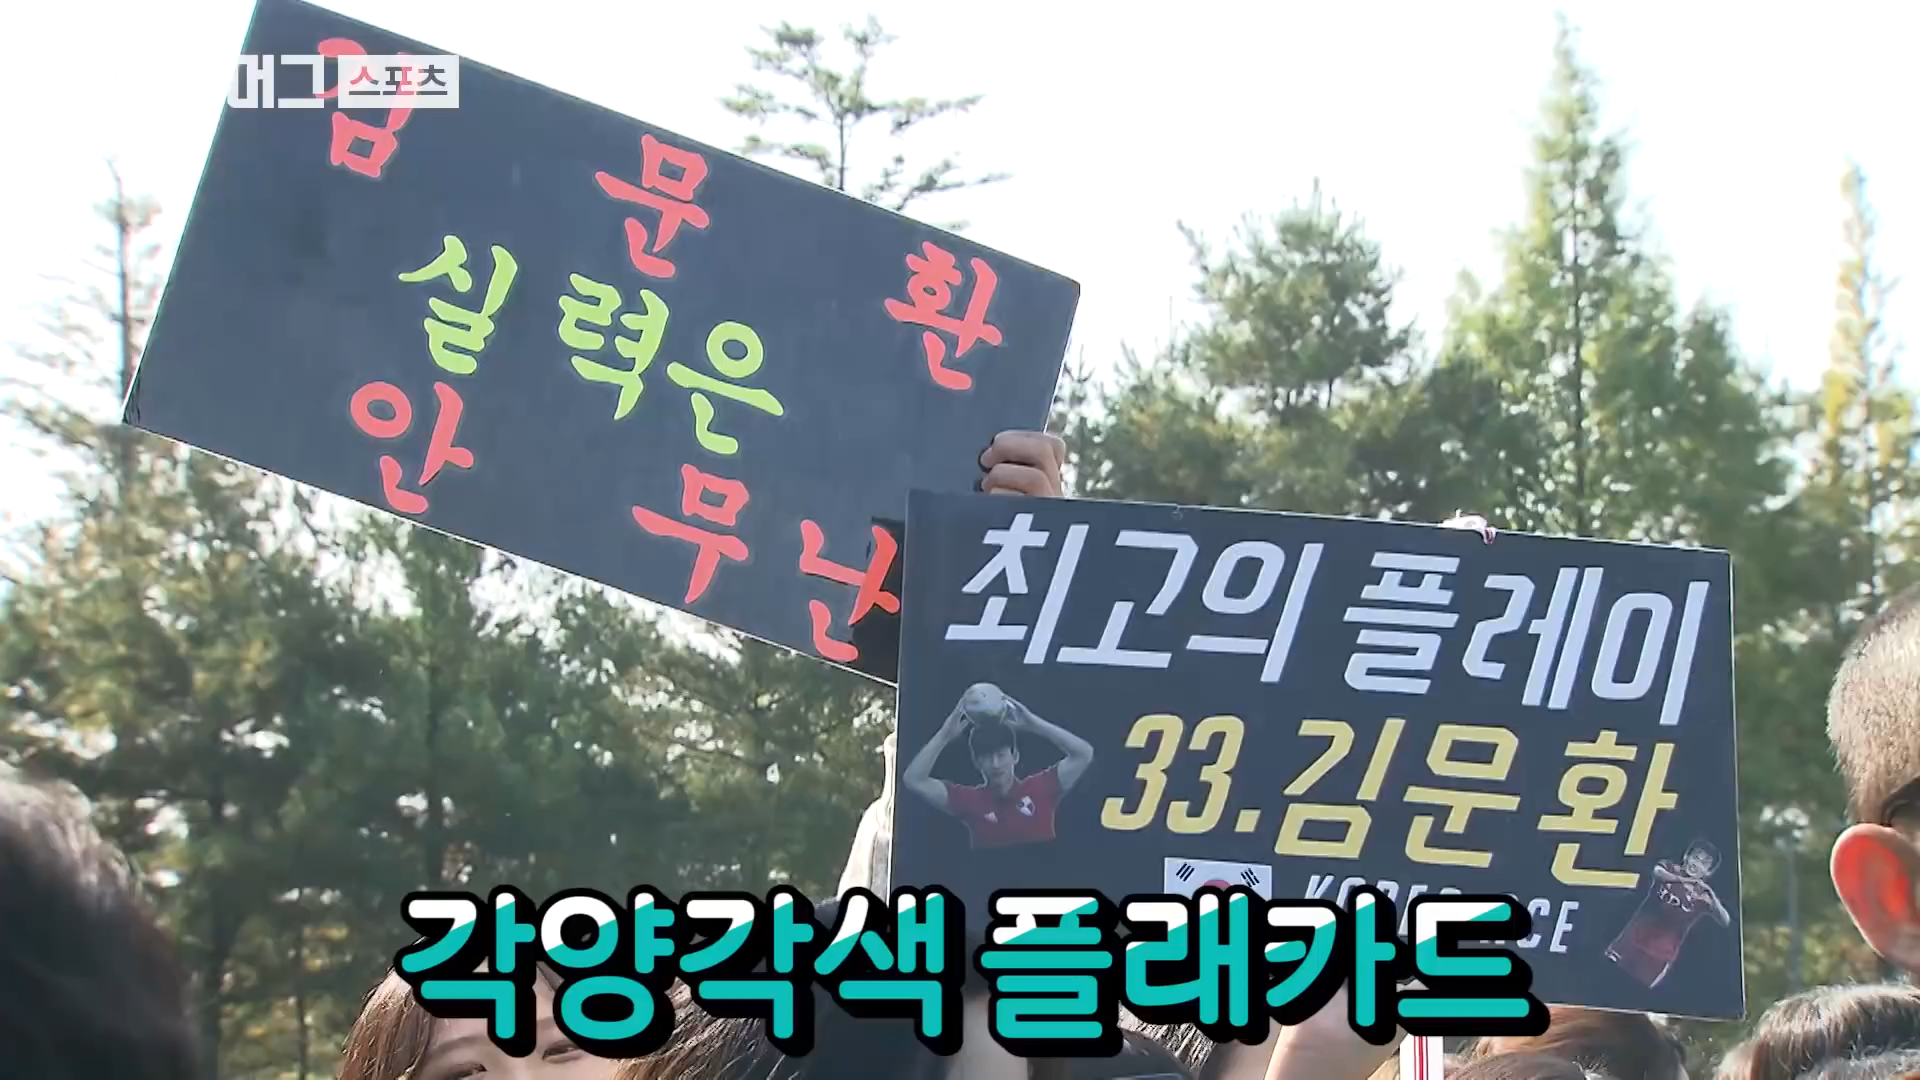 머그 스포츠
김 문 환
실력은
안 무난
최고의 플레이
33.김문환
각양각색 플래카드